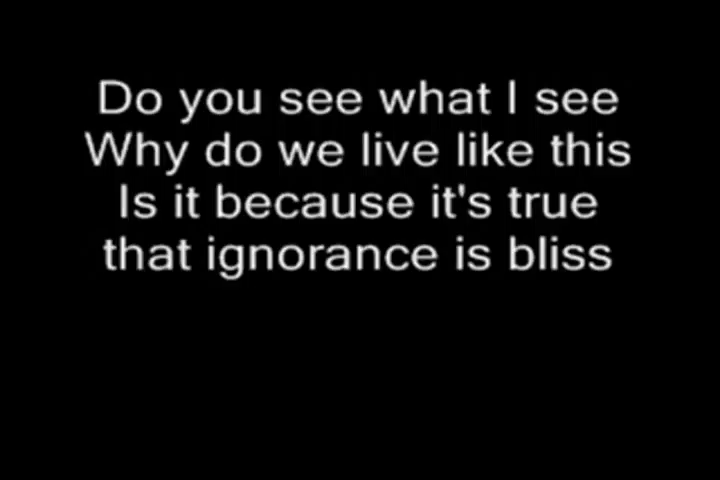 Do you see what I see
Why do we live like this
Is it because it's true
that ignorance is bliss